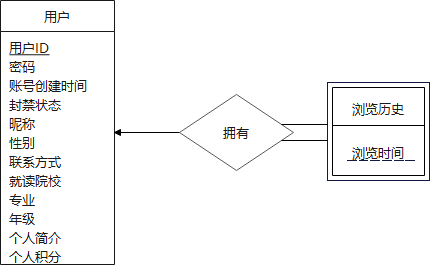 用户
用户ID
密码
账号创建时间
封禁状态
昵称
性别
联系方式
就读院校
专业
年级
个人简介
个人积分
拥有
浏览历史
浏览时间